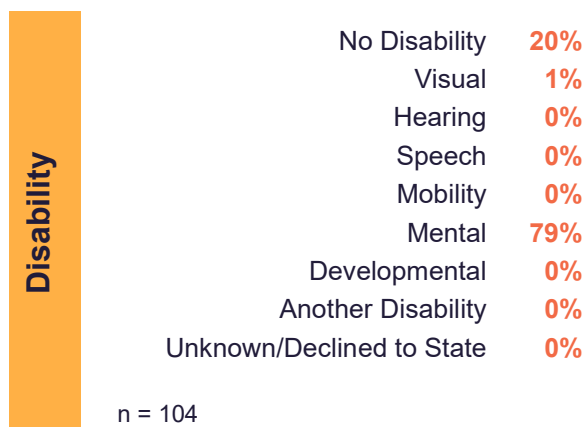 Disability
No Disability 20%
Visual 1%
Hearing 0%
Speech 0%
Mobility 0%
Mental 79%
Developmental 0%
Another Disability 0%
Unknown/Declined to State 0%
n = 104